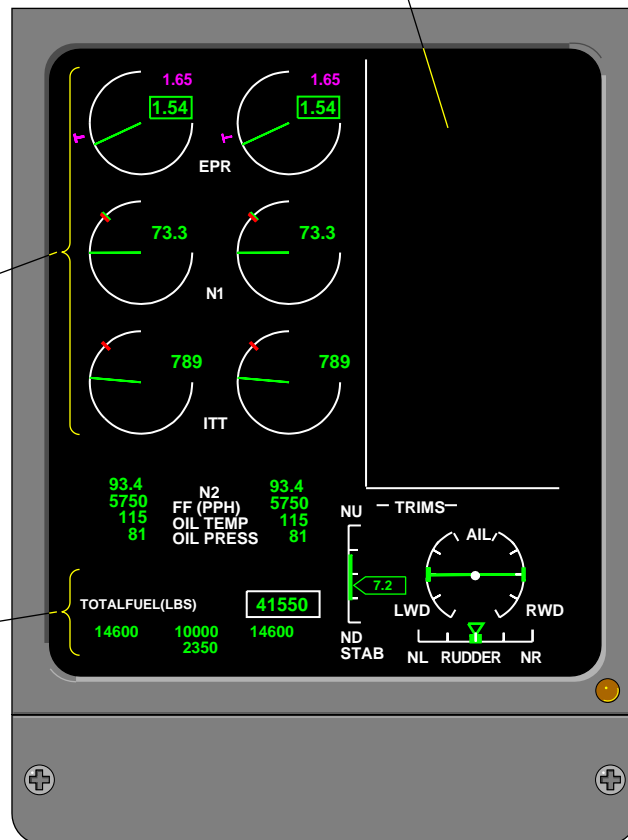 1.65 1.65
1.54 1.54
EPR
73.3 73.3
N1
789 789
ITT
93.4 N2 93.4
5750 FF (PPH) 5750
115 OIL TEMP 115
81 OIL PRESS 81
TOTALFUEL(LBS) 41550
14600 10000 14600
2350
NU
7.2
ND
STAB
TRIMS
AIL
LWD RWD
NL RUDDER NR